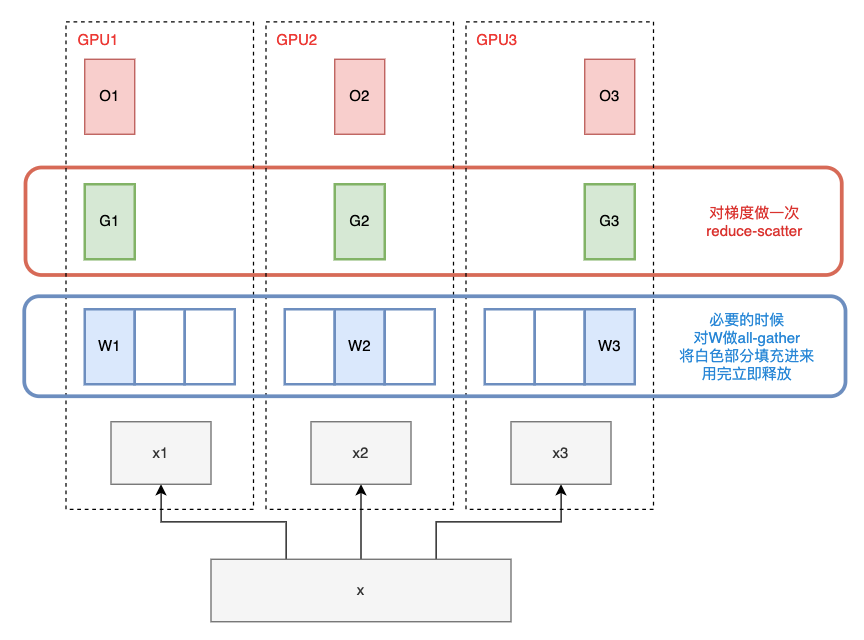 GPU1
GPU2
GPU3
O1
O2
O3
G1
G2
G3
对梯度做一次
reduce-scatter
W1
W2
W3
必要的时候
对W做all-gather
将白色部分填充进来
用完立即释放
x1
x2
x3
x